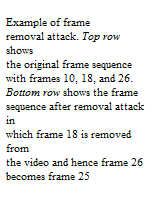 Example of frame
removal attack. Top row
shows
the original frame sequence
with frames 10, 18, and 26.
Bottom row shows the frame
sequence after removal attack
in
which frame 18 is removed
from
the video and hence frame 26
becomes frame 25